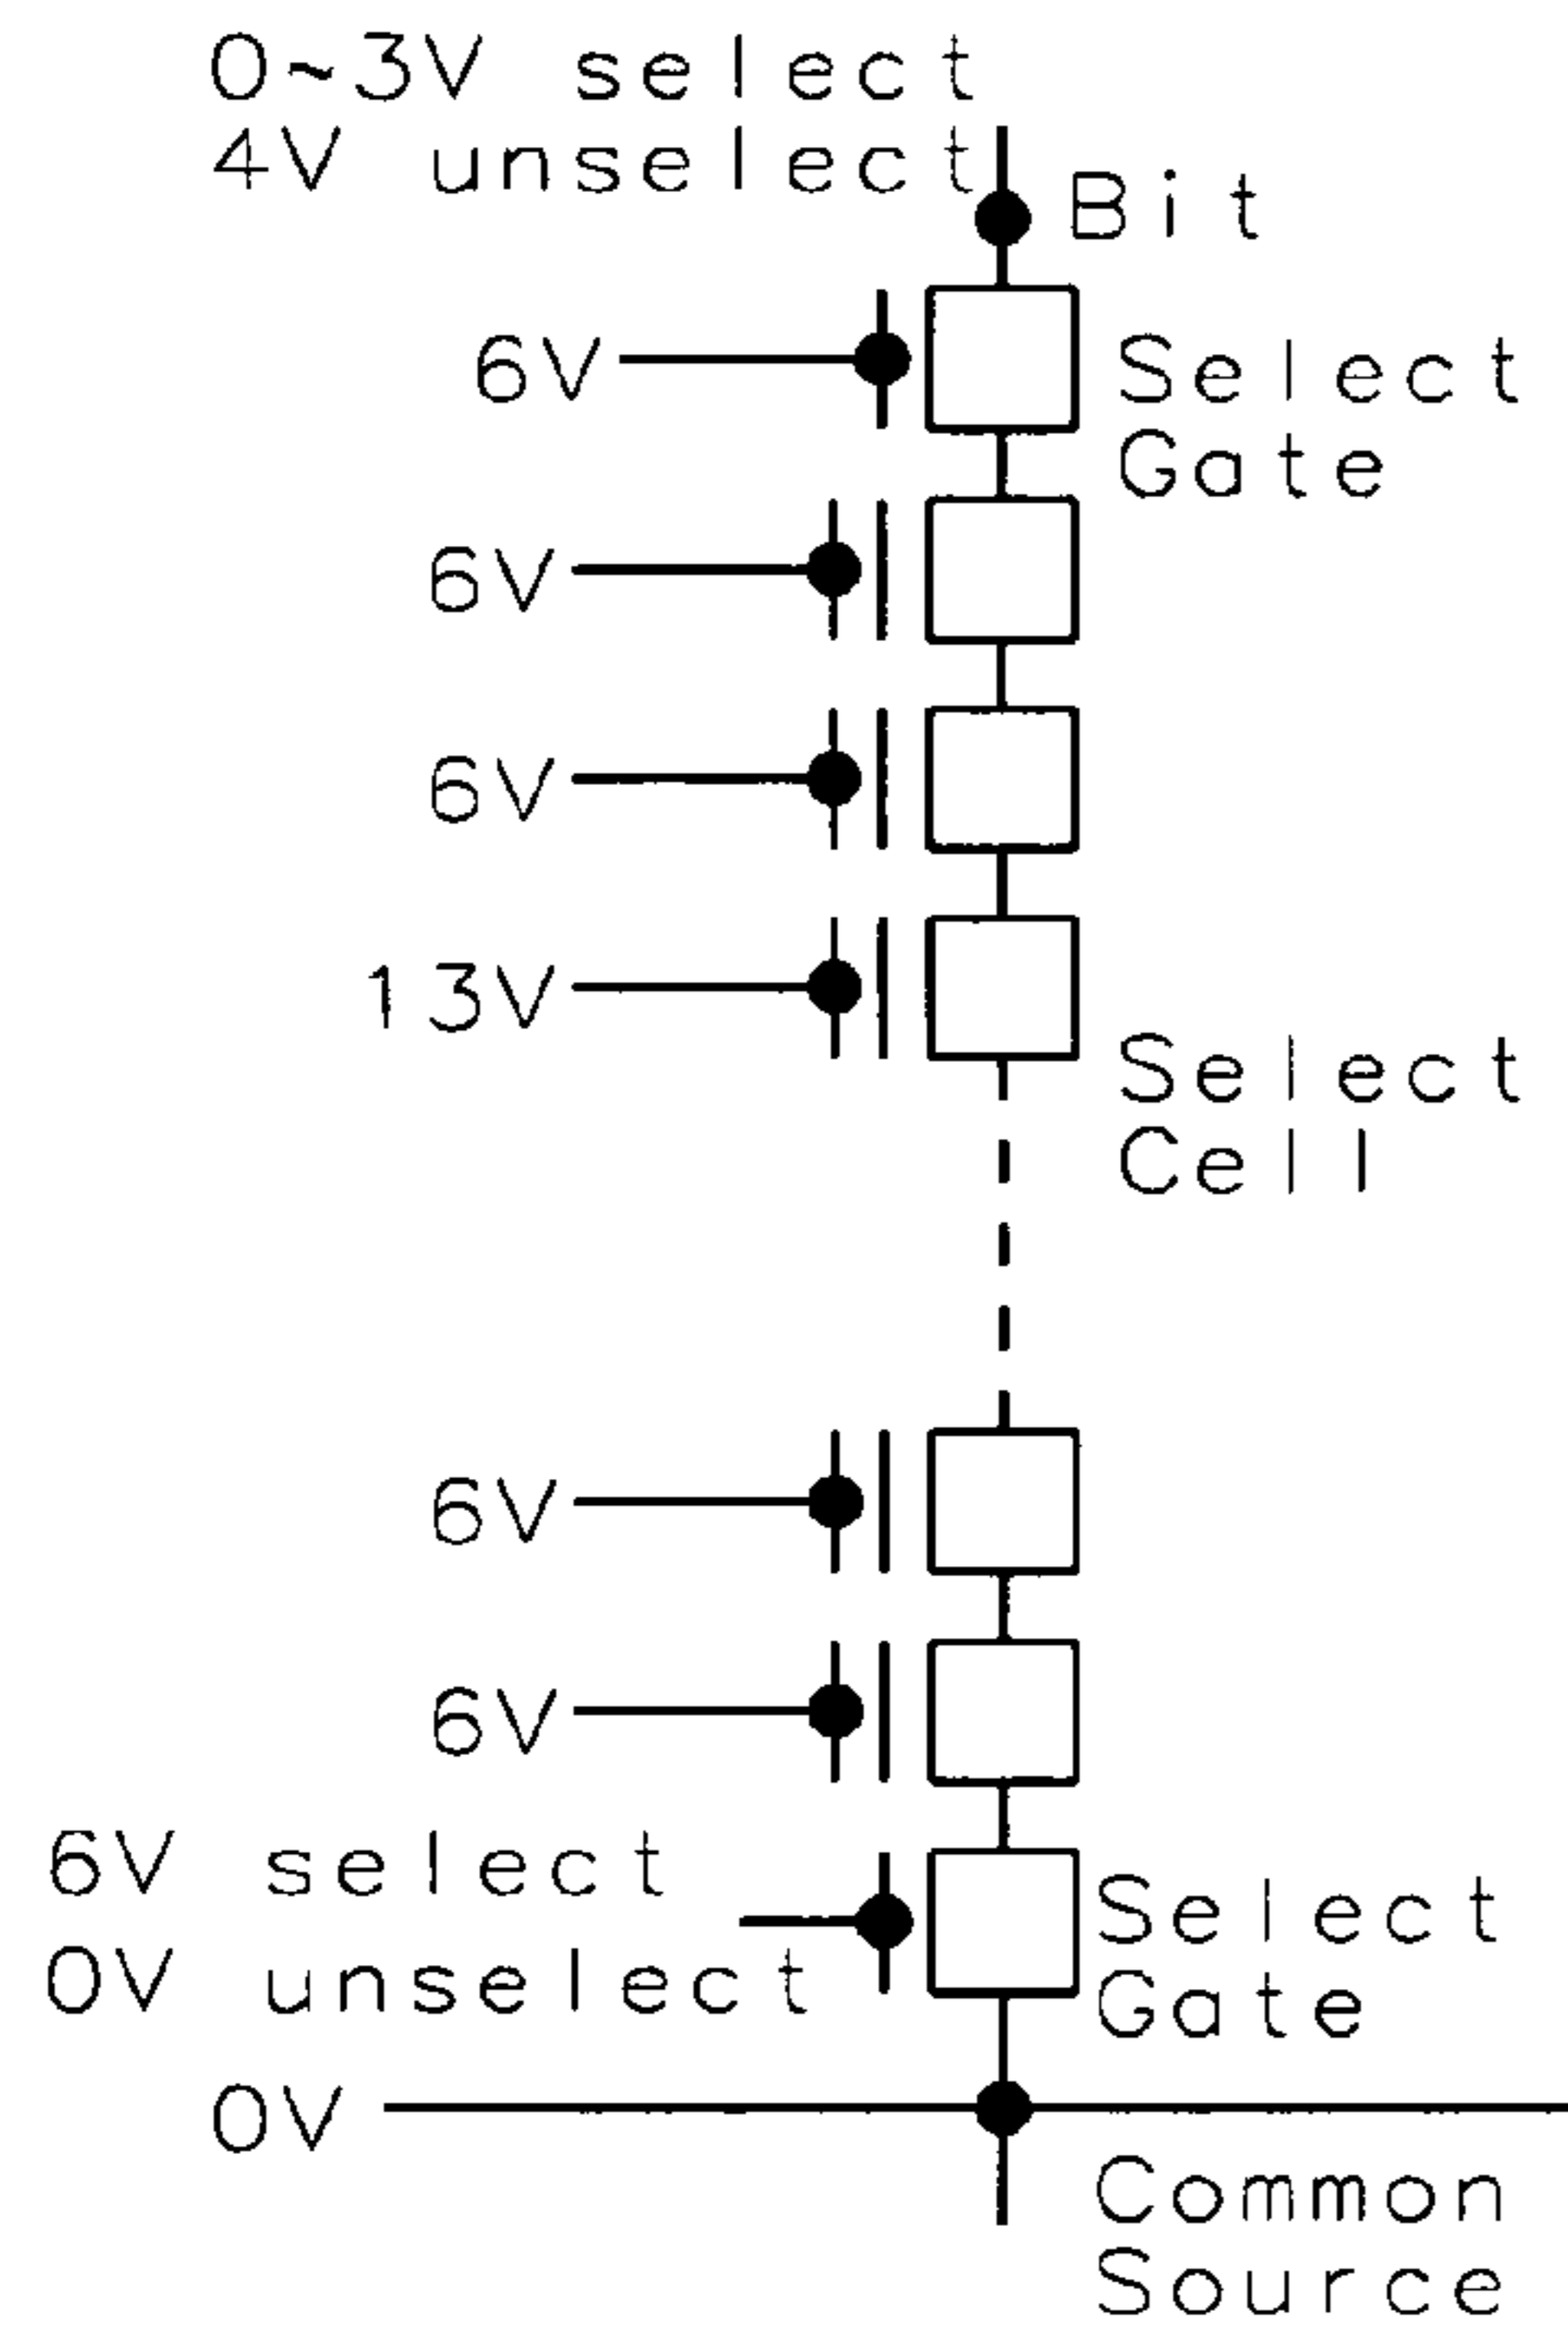 0~3V select
4V unselect
Bit
6V
Select
Gate
6V
6V
13V
Select
Cell
6V
6V
6V select
0V unselect
Select
Gate
0V
Common
Source